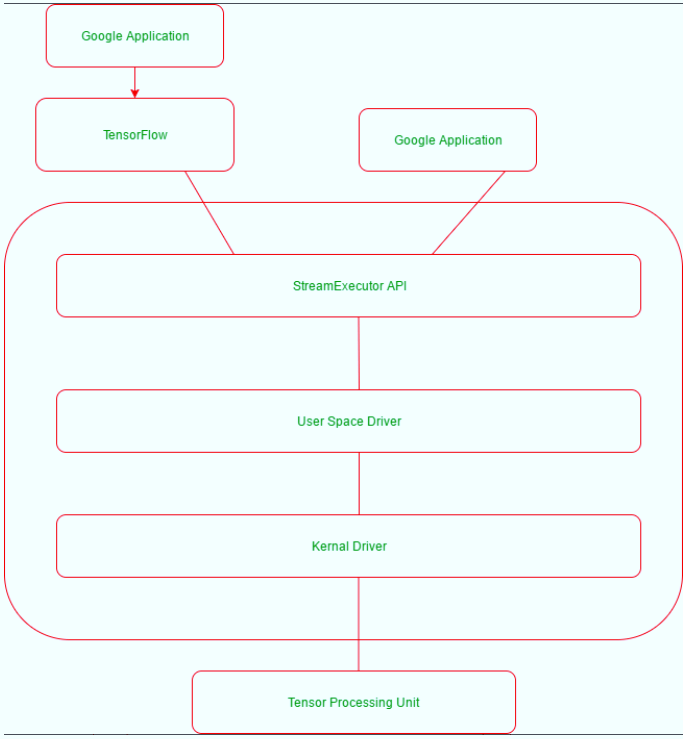 Google Application
TensorFlow
Google Application
StreamExecutor API
User Space Driver
Kernal Driver
Tensor Processing Unit